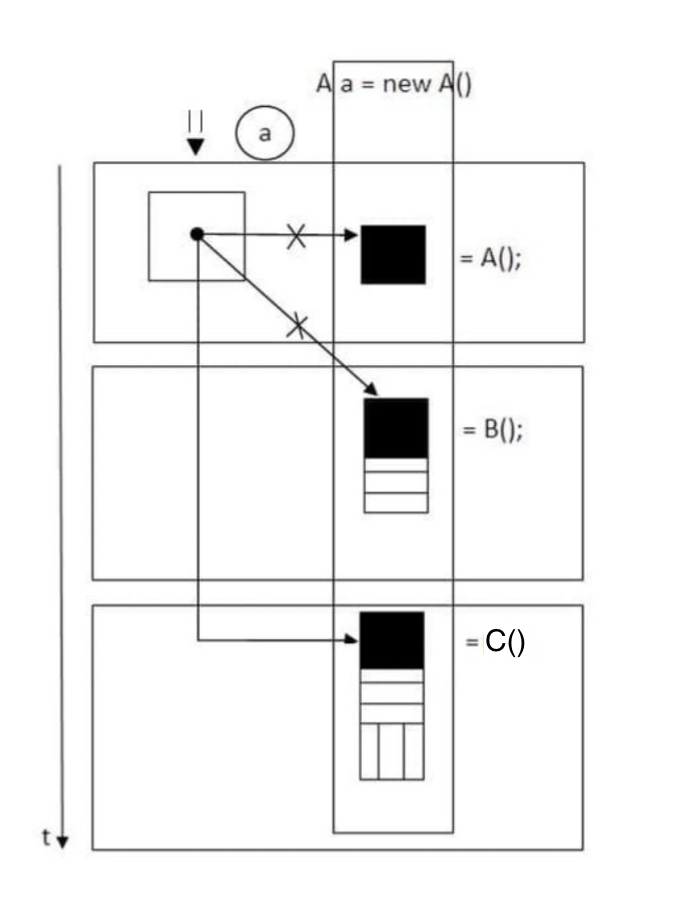 A a = new A()
a
= A();
= B();
= C()
t